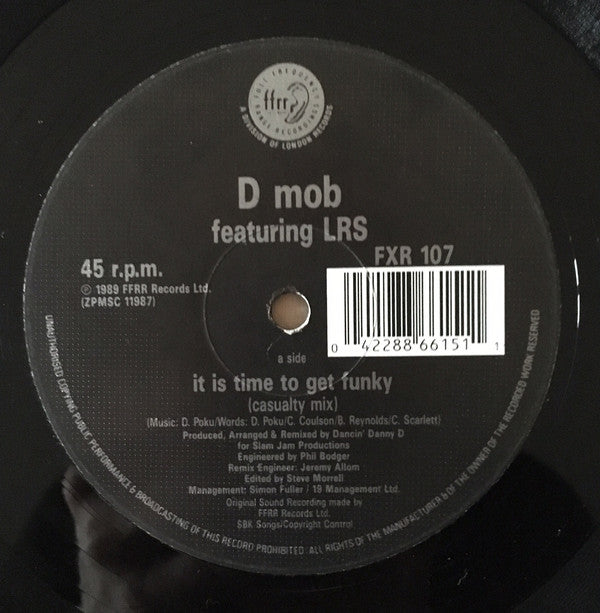 FULL FREQUENCY
RANGE RECORDINGS
ffrr
A DIVISION OF LONDON RECORDS
D mob
featuring LRS
FXR 107
45 r.p.m.
℗ 1989 FFRR Records Ltd.
(ZPMSC 11987)
0 42288 66151 1
a side
it is time to get funky
(casualty mix)
(Music: D. Poku/Words: D. Poku/C. Coulson/B. Reynolds/C. Scarlett)
Produced, Arranged & Remixed by Dancin' Danny D
for Slam Jam Productions
Engineered by Phil Bodger
Remix Engineer: Jeremy Allom
Edited by Steve Morrell
Management: Simon Fuller / 19 Management Ltd.
Original Sound Recording made by
FFRR Records Ltd.
SBK Songs/Copyright Control
UNAUTHORISED COPYING PUBLIC PERFORMANCE & BROADCASTING OF THIS RECORD PROHIBITED. ALL RIGHTS OF THE MANUFACTURER & OF THE OWNER OF THE RECORDED WORK RESERVED